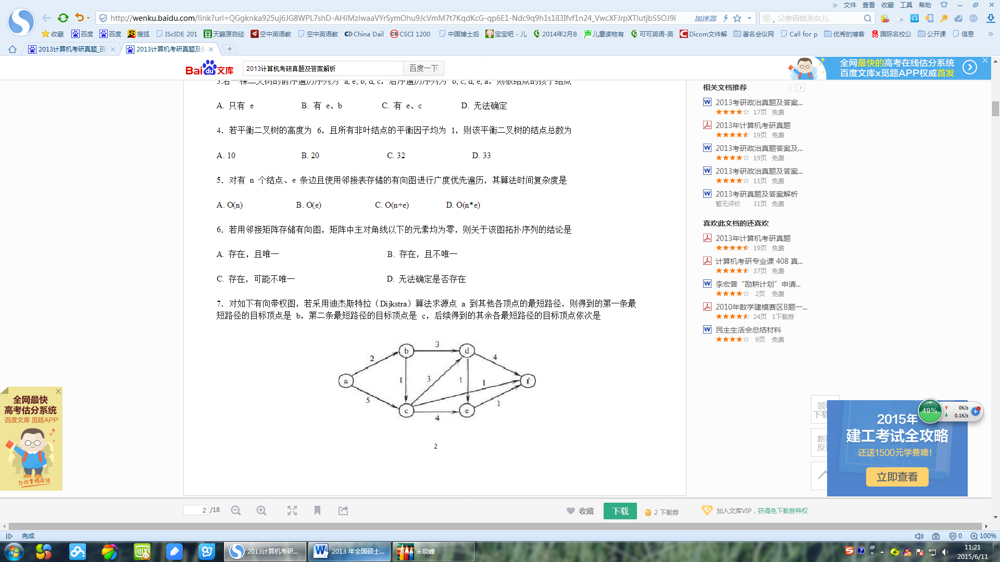 文件 查看 收藏 工具 帮助
http://wenku.baidu.com/link?url=QGgknka925uj6JG8WPL7shD-AHiMzlwaaVYrSymOhu9JcVmM7t7KqdKcG-qp6E1-Ndc9q9h1s1iI3Ifvf1n24_VwcXFJrpXTlutjbSSOJ9i 加速器 父亲因钱杀女儿
收藏 百度 百度 搜狐 IScIDE 201 天籁原自经 空中英语教 空中英语教 China Dail CSCI 1200 中国博士后 宝宝吧 - 儿 2014年2月B 儿童读物有 可可英语-英 Dicom文件解 著名会议网 Call for p 优秀的博客 国际名校公 公开课 信息
2013计算机考研真题_百 2013计算机考研真题及答
Baidu文库 2013计算机考研真题及答案解析 百度一下
全网最快的高考在线估分系统
百度文库x觅题APP权威首发
3.若一棵二叉树的前序遍历序列为 a, e, b, d, c，后序遍历序列为 b, c, d, e, a，则根结点的孩子结点
A. 只有 e B. 有 e、b C. 有 e、c D. 无法确定
4．若平衡二叉树的高度为 6，且所有非叶结点的平衡因子均为 1，则该平衡二叉树的结点总数为
A. 10 B. 20 C. 32 D. 33
5．对有 n 个结点、e 条边且使用邻接表存储的有向图进行广度优先遍历，其算法时间复杂度是
A. O(n) B. O(e) C. O(n+e) D. O(n*e)
6．若用邻接矩阵存储有向图，矩阵中主对角线以下的元素均为零，则关于该图拓扑序列的结论是
A. 存在，且唯一 B. 存在，且不唯一
C. 存在，可能不唯一 D. 无法确定是否存在
7．对如下有向带权图，若采用迪杰斯特拉（Dijkstra）算法求源点 a 到其他各顶点的最短路径，则得到的第一条最
短路径的目标顶点是 b，第二条最短路径的目标顶点是 c，后续得到的其余各最短路径的目标顶点依次是
b 3 d
2 4
a 1 3 1 1 f
5 1
c 4 e
2
相关文档推荐
2013考研政治真题及答案...
17页 免费
2013年计算机考研真题
19页 免费
2013考研政治真题答案及...
19页 免费
2013考研政治真题及答案...
11页 免费
2013考研真题及答案解析
暂无评价 31页 免费
喜欢此文档的还喜欢
2013年计算机考研真题
19页 免费
计算机考研专业课 408 真...
37页 免费
李宏普“励耕计划”申请...
2页 免费
2010年数学建模赛区B题一...
24页 1下载券
民主生活会总结材料
9页 免费
全网最快
高考估分系统
百度文库 觅题APP
为你掌握命运
49% 0K/s
0.1K/s
2015年
建工考试全攻略
还送1500元学费噢！
立即查看
2 /18 收藏 下载 2 下载券 加入文库VIP，获得免下载券特权
完成 0 100%
2013计算机考研... 2013 年全国硕士... 米晓峰
11:21
2015/6/11